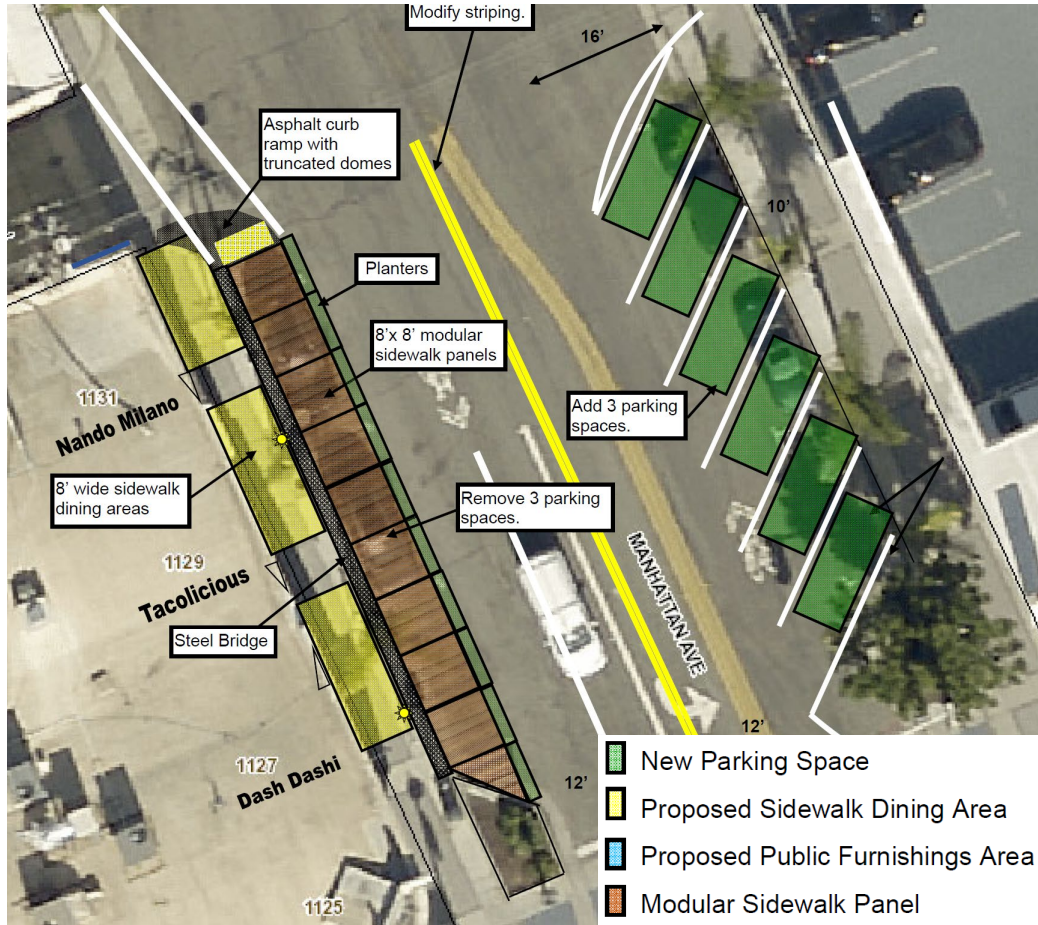 Modify striping.
16’
Asphalt curb
ramp with
truncated domes
10’
Planters
8’x 8’ modular
sidewalk panels
1131
Nando Milano
Add 3 parking
spaces.
8’ wide sidewalk
dining areas
Remove 3 parking
spaces.
1129
Tacolicious
MANHATTAN AVE
Steel Bridge
12’
1127
Dash Dashi
12’
1125
New Parking Space
Proposed Sidewalk Dining Area
Proposed Public Furnishings Area
Modular Sidewalk Panel